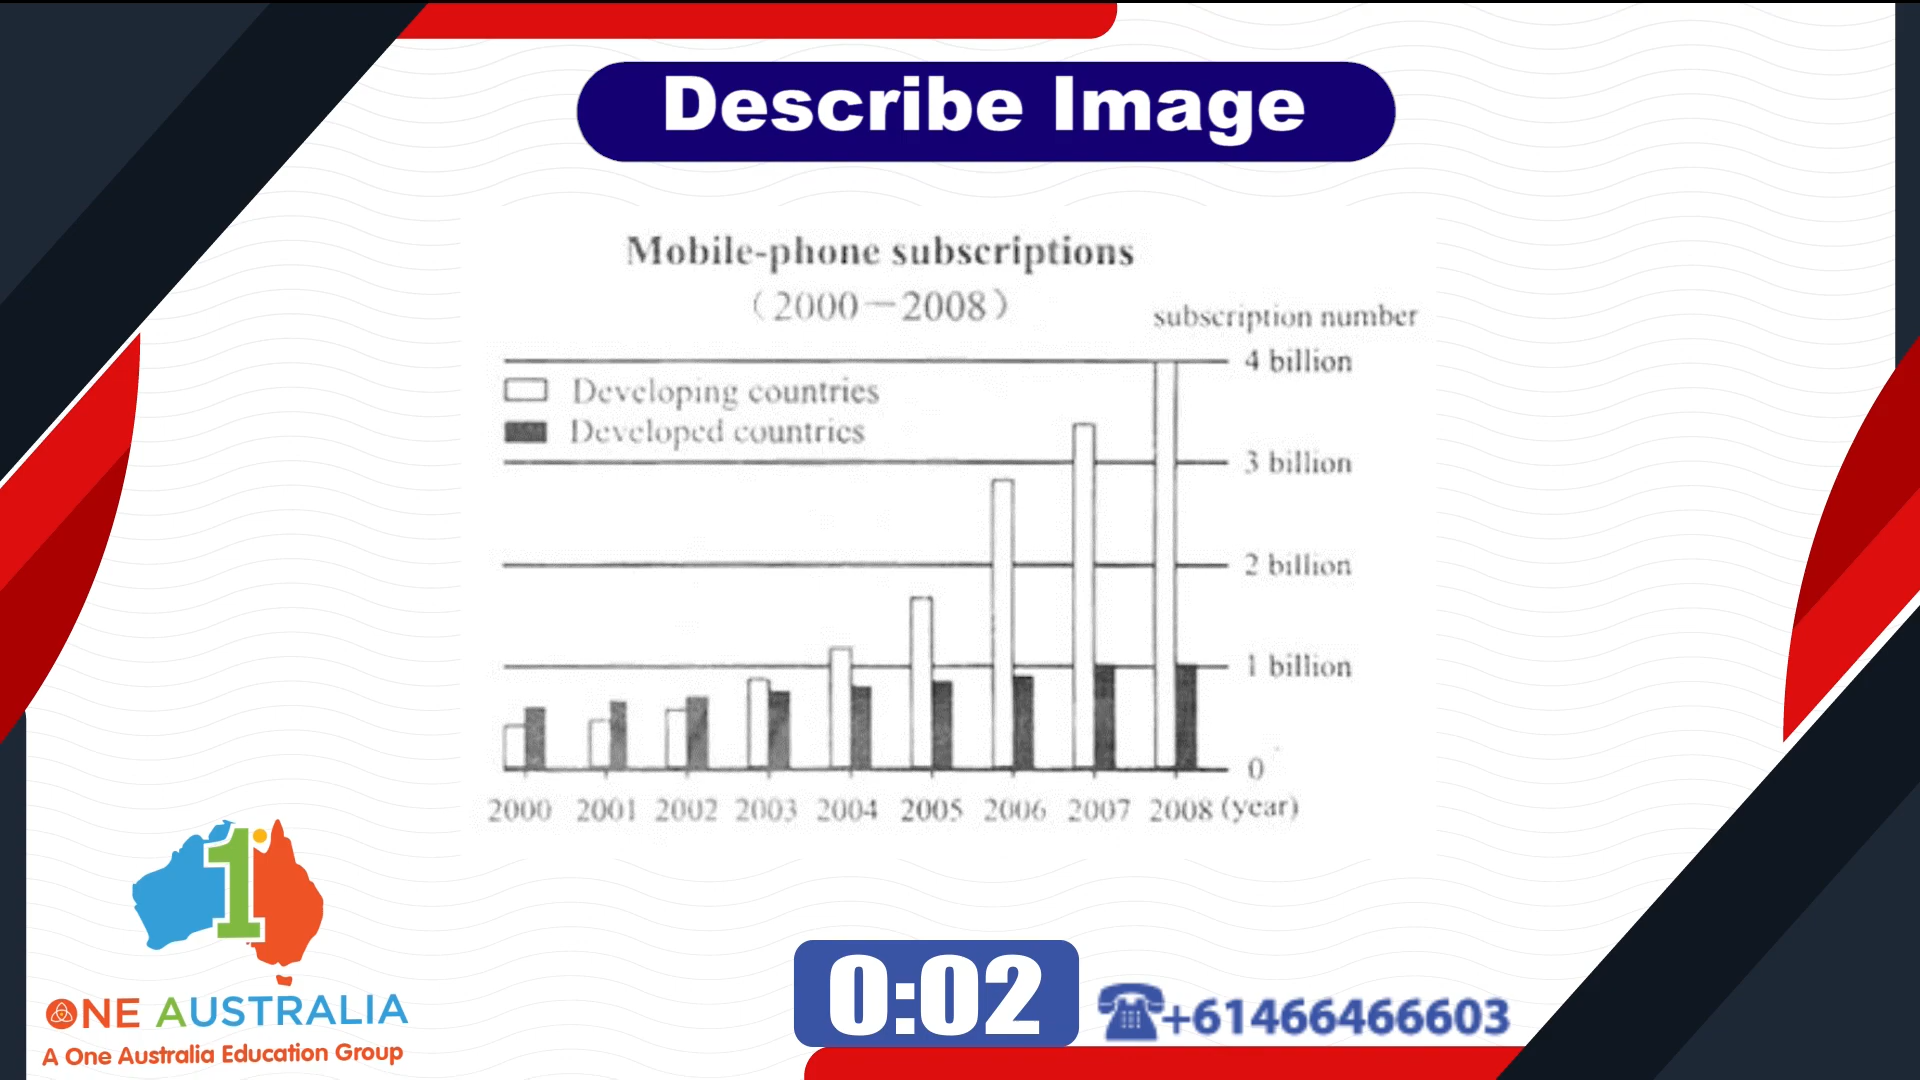 Describe Image
Mobile-phone subscriptions
(2000-2008)
subscription number
4 billion
Developing countries
Developed countries
3 billion
2 billion
1 billion
0
2000 2001 2002 2003 2004 2005 2006 2007 2008 (year)
1
ONE AUSTRALIA
A One Australia Education Group
0:02
+61466466603